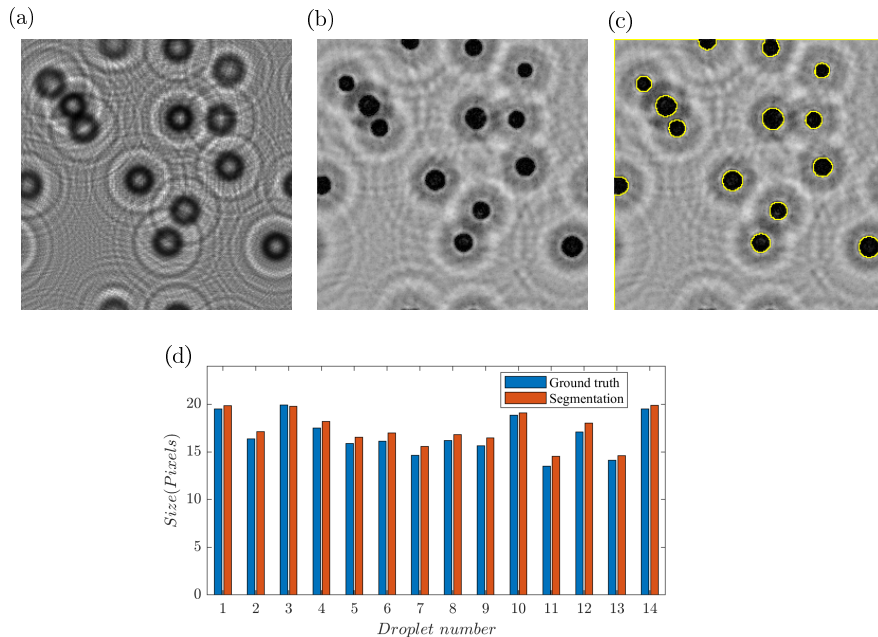 (a)
(b)
(c)
(d)
Ground truth
Segmentation
Size(Pixels)
20
15
10
5
0
1 2 3 4 5 6 7 8 9 10 11 12 13 14
Droplet number